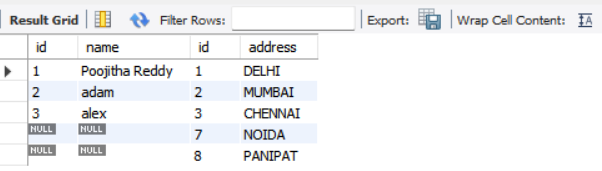 Result Grid Filter Rows: Export: Wrap Cell Content: IA
id name id address
1 Poojitha Reddy 1 DELHI
2 adam 2 MUMBAI
3 alex 3 CHENNAI
NULL NULL 7 NOIDA
NULL NULL 8 PANIPAT